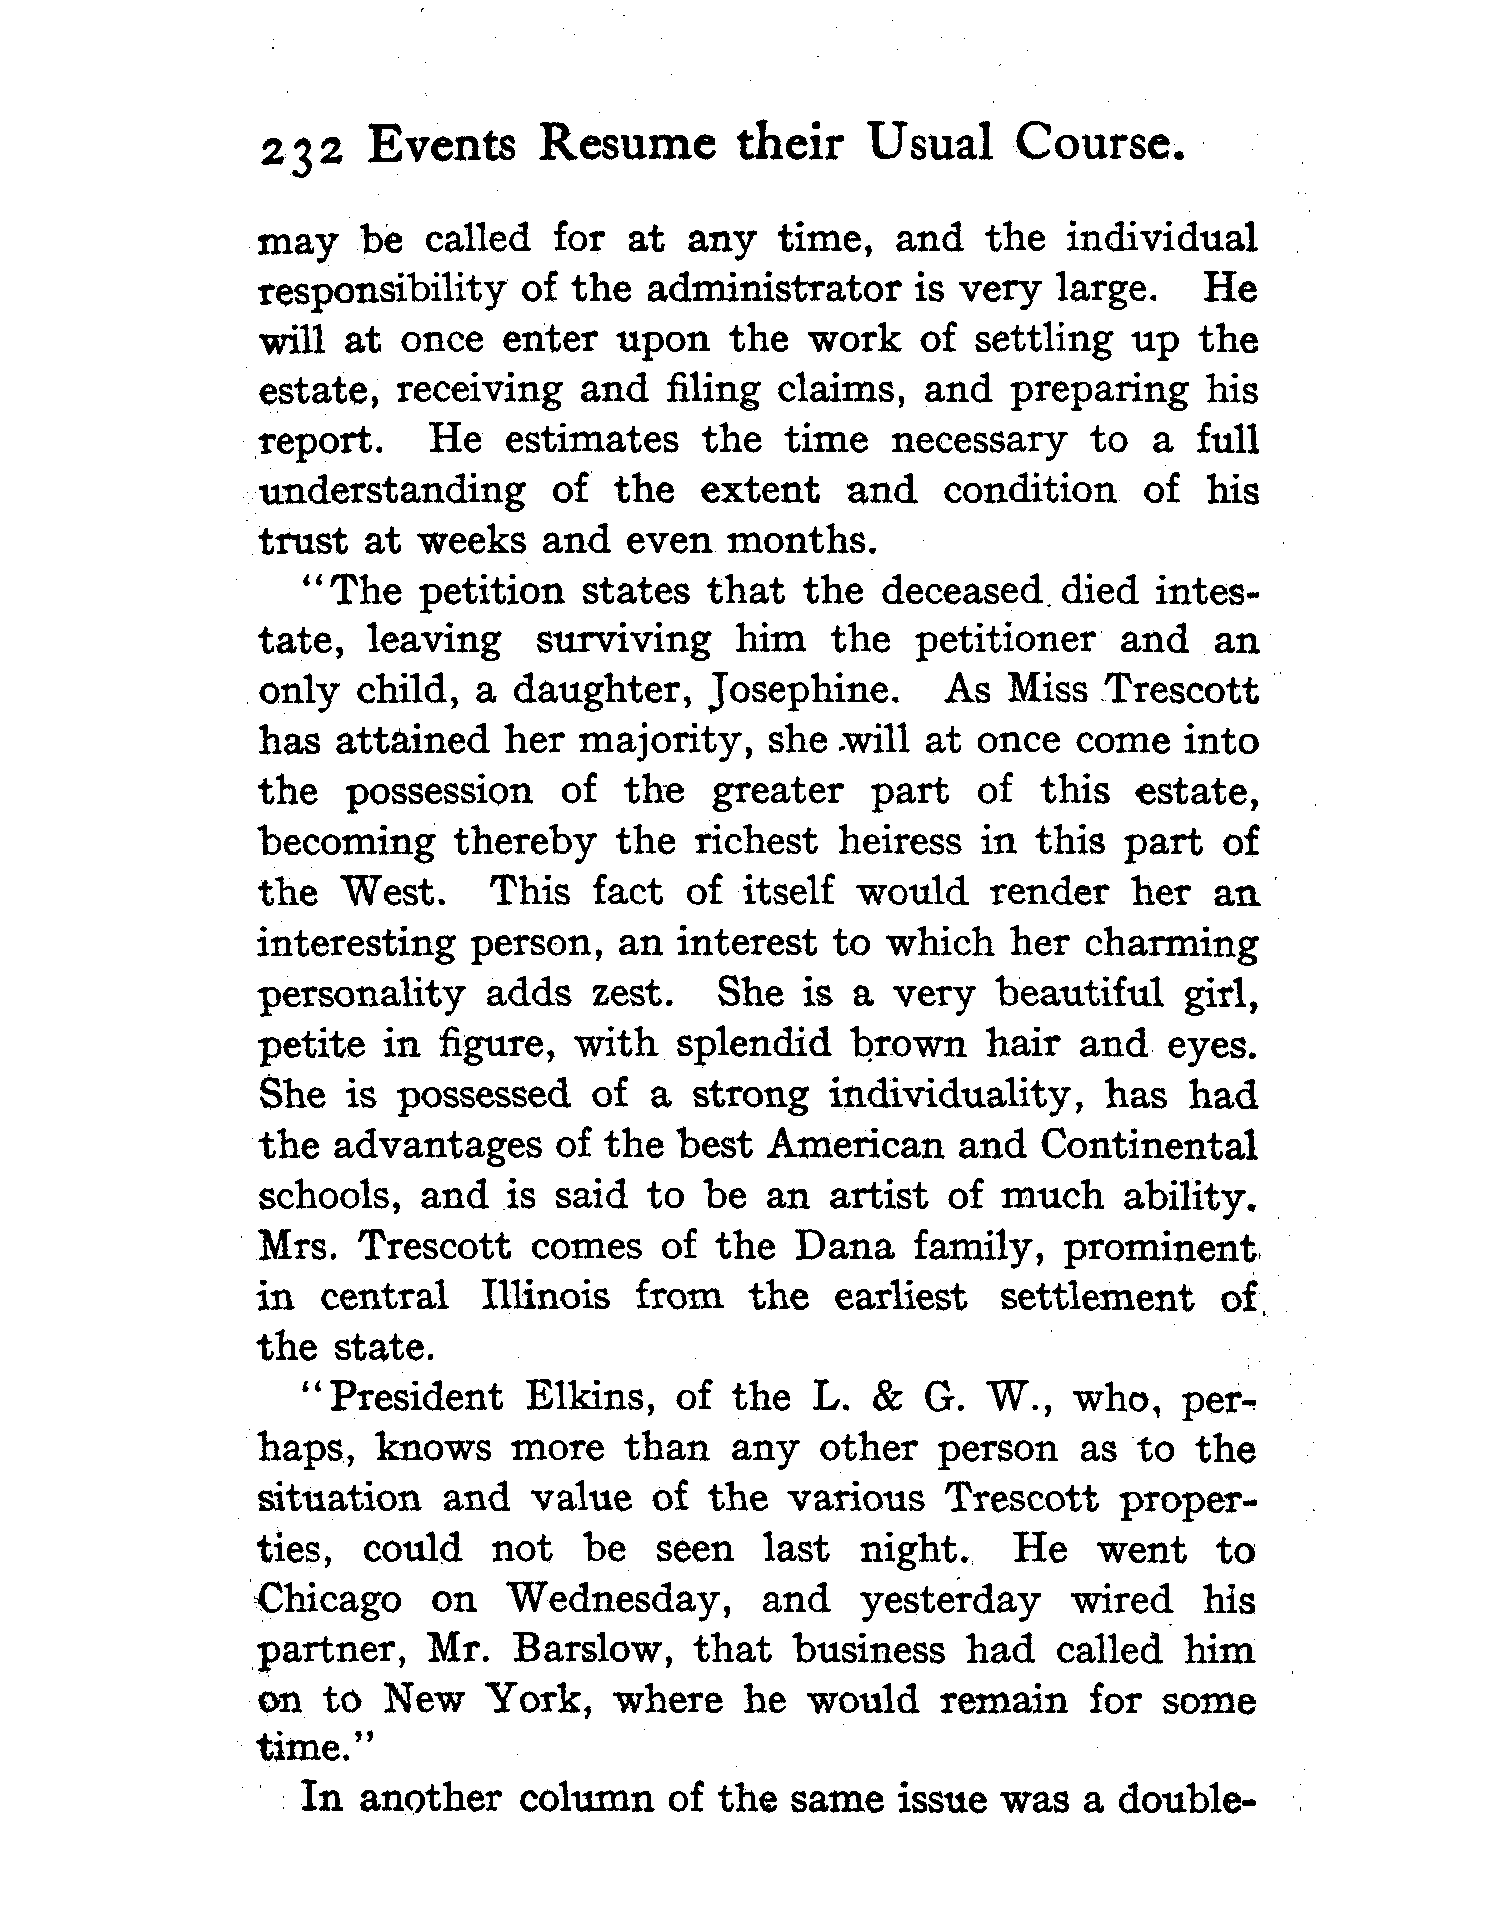 232 Events Resume their Usual Course.
may be called for at any time, and the individual
responsibility of the administrator is very large. He
will at once enter upon the work of settling up the
estate, receiving and filing claims, and preparing his
report. He estimates the time necessary to a full
understanding of the extent and condition of his
trust at weeks and even months.
"The petition states that the deceased died intes-
tate, leaving surviving him the petitioner and an
only child, a daughter, Josephine. As Miss Trescott
has attained her majority, she will at once come into
the possession of the greater part of this estate,
becoming thereby the richest heiress in this part of
the West. This fact of itself would render her an
interesting person, an interest to which her charming
personality adds zest. She is a very beautiful girl,
petite in figure, with splendid brown hair and eyes.
She is possessed of a strong individuality, has had
the advantages of the best American and Continental
schools, and is said to be an artist of much ability.
Mrs. Trescott comes of the Dana family, prominent
in central Illinois from the earliest settlement of
the state.
"President Elkins, of the L. & G. W., who, per-
haps, knows more than any other person as to the
situation and value of the various Trescott proper-
ties, could not be seen last night. He went to
Chicago on Wednesday, and yesterday wired his
partner, Mr. Barslow, that business had called him
on to New York, where he would remain for some
time."
In another column of the same issue was a double-